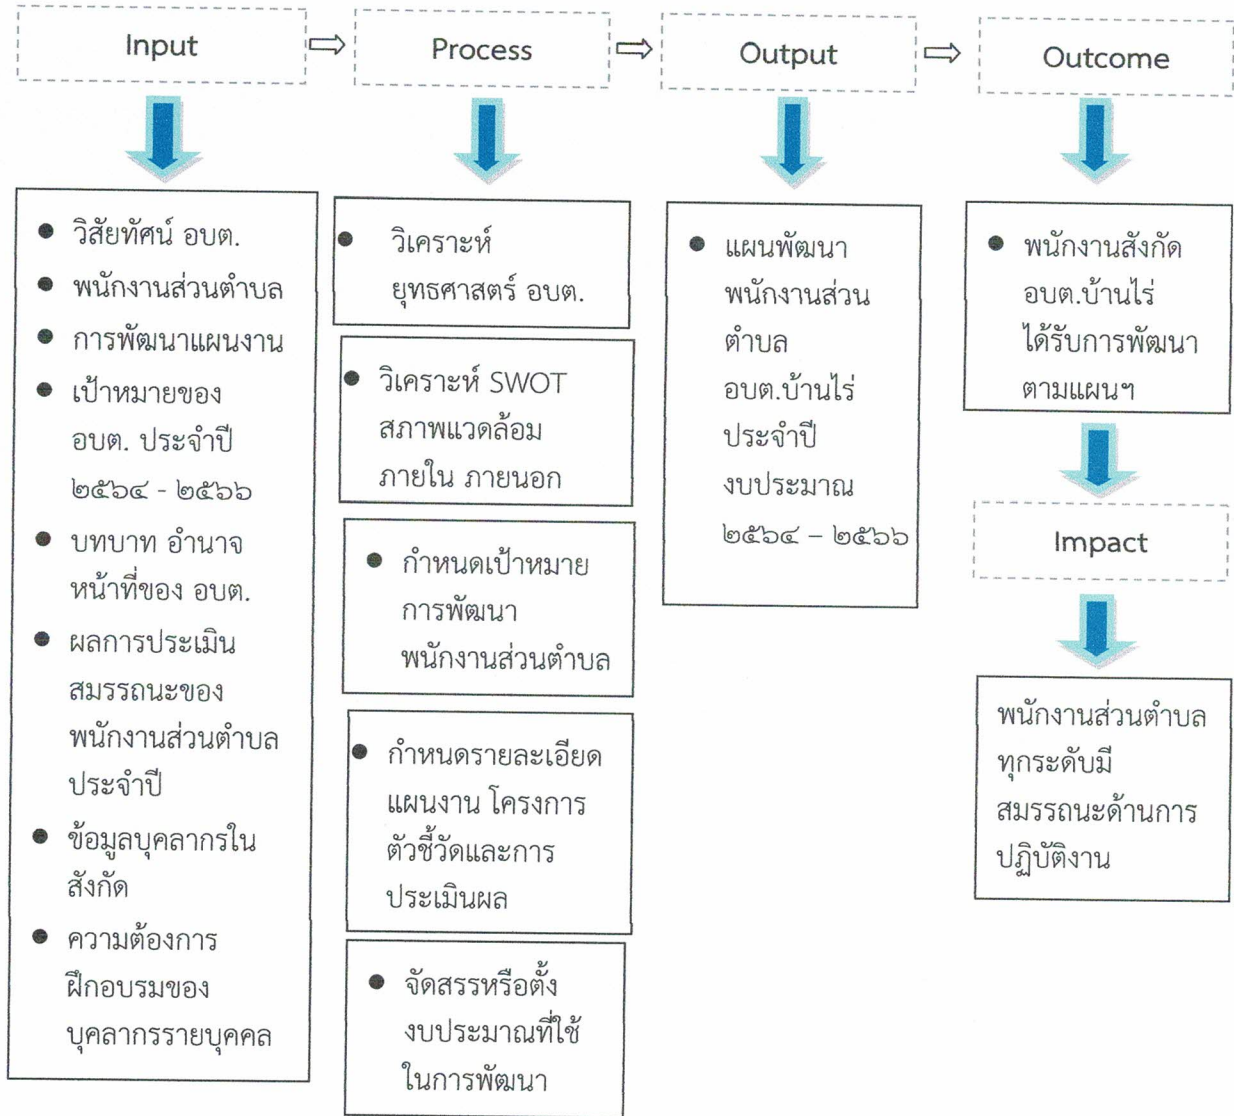 Input
วิสัยทัศน์ อบต.
พนักงานส่วนตำบล
การพัฒนาแผนงาน
เป้าหมายของ
อบต. ประจำปี
๒๕๖๔ - ๒๕๖๖
บทบาท อำนาจ
หน้าที่ของ อบต.
ผลการประเมิน
สมรรถนะของ
พนักงานส่วนตำบล
ประจำปี
ข้อมูลบุคลากรใน
สังกัด
ความต้องการ
ฝึกอบรมของ
บุคลากรรายบุคคล
Process
วิเคราะห์
ยุทธศาสตร์ อบต.
วิเคราะห์ SWOT
สภาพแวดล้อม
ภายใน ภายนอก
กำหนดเป้าหมาย
การพัฒนา
พนักงานส่วนตำบล
กำหนดรายละเอียด
แผนงาน โครงการ
ตัวชี้วัดและการ
ประเมินผล
จัดสรรหรือตั้ง
งบประมาณที่ใช้
ในการพัฒนา
Output
แผนพัฒนา
พนักงานส่วน
ตำบล
อบต.บ้านไร่
ประจำปี
งบประมาณ
๒๕๖๔ – ๒๕๖๖
Outcome
พนักงานสังกัด
อบต.บ้านไร่
ได้รับการพัฒนา
ตามแผนฯ
Impact
พนักงานส่วนตำบล
ทุกระดับมี
สมรรถนะด้านการ
ปฏิบัติงาน